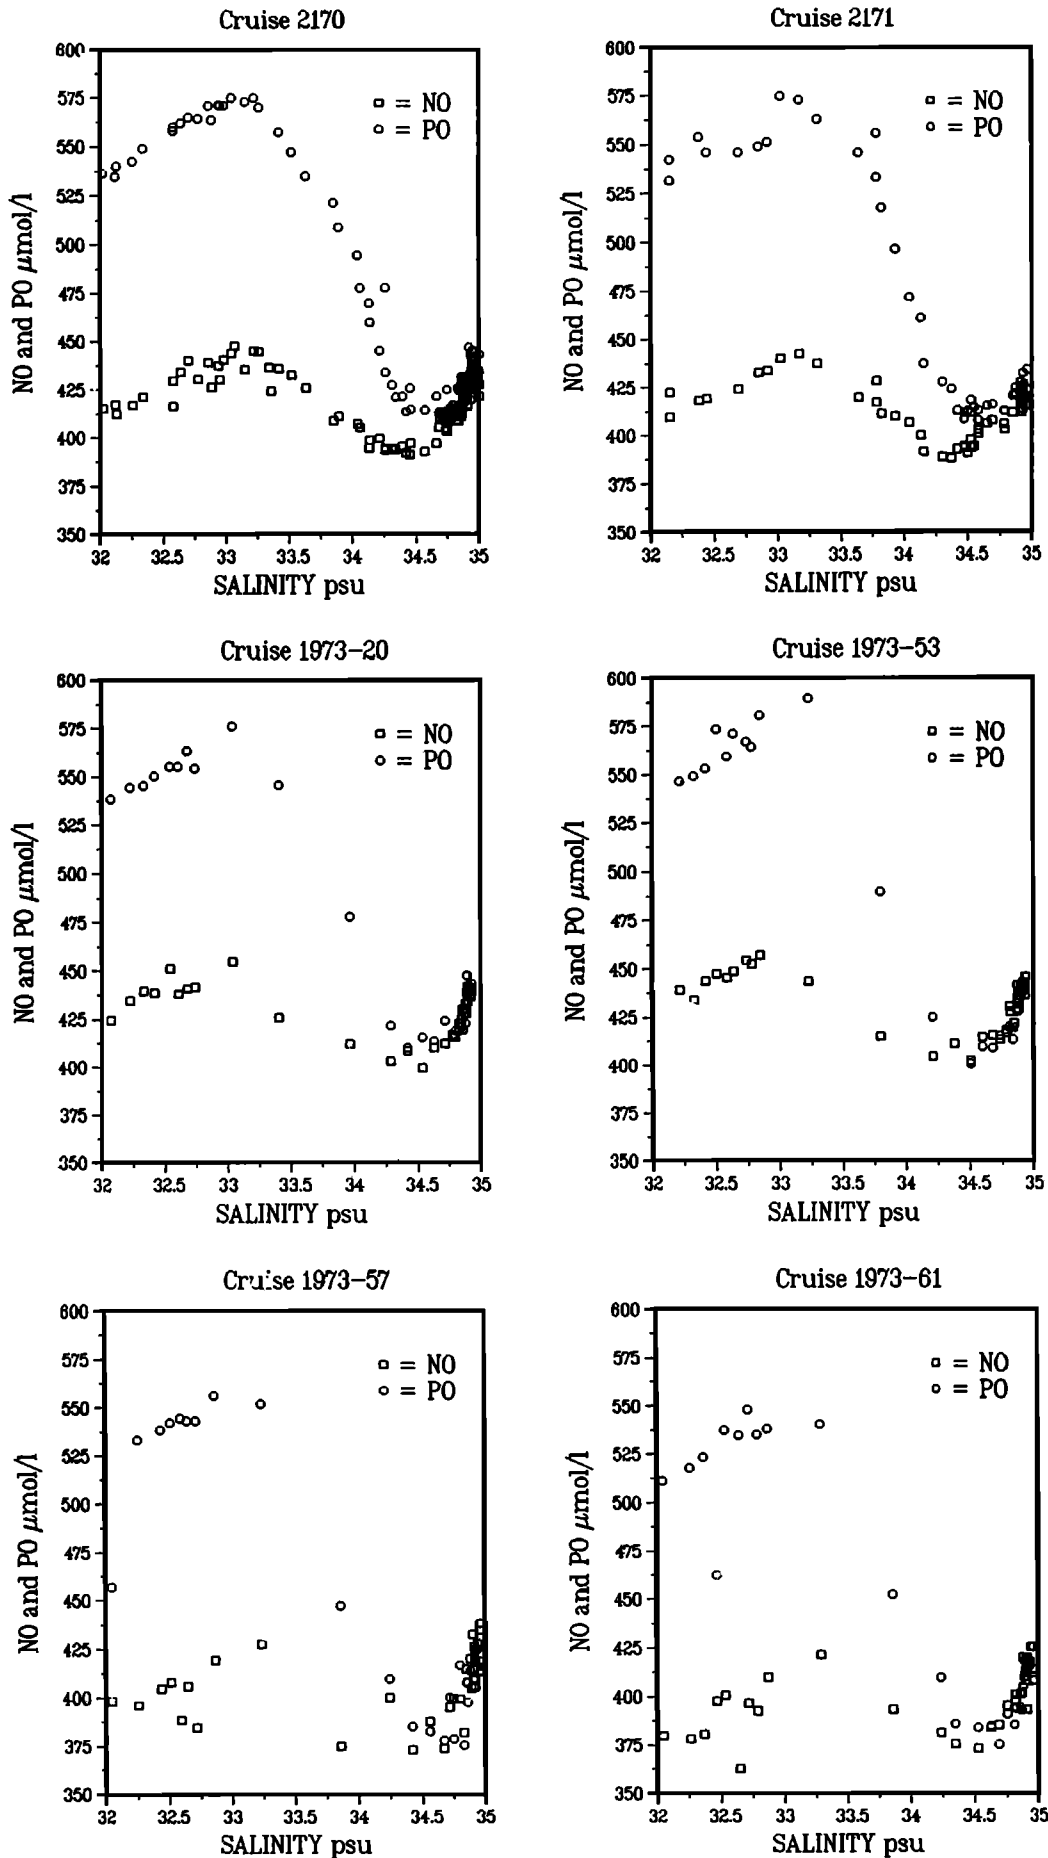 Cruise 2170
600
575
550
525
500
475
450
425
400
375
350
NO and PO µmol/l
□ = NO
○ = PO
32 32.5 33 33.5 34 34.5 35
SALINITY psu
Cruise 2171
600
575
550
525
500
475
450
425
400
375
350
NO and PO µmol/l
□ = NO
○ = PO
32 32.5 33 33.5 34 34.5 35
SALINITY psu
Cruise 1973-20
600
575
550
525
500
475
450
425
400
375
350
NO and PO µmol/l
□ = NO
○ = PO
32 32.5 33 33.5 34 34.5 35
SALINITY psu
Cruise 1973-53
600
575
550
525
500
475
450
425
400
375
350
NO and PO µmol/l
□ = NO
○ = PO
32 32.5 33 33.5 34 34.5 35
SALINITY psu
Cruise 1973-57
600
575
550
525
500
475
450
425
400
375
350
NO and PO µmol/l
□ = NO
○ = PO
32 32.5 33 33.5 34 34.5 35
SALINITY psu
Cruise 1973-61
600
575
550
525
500
475
450
425
400
375
350
NO and PO µmol/l
□ = NO
○ = PO
32 32.5 33 33.5 34 34.5 35
SALINITY psu